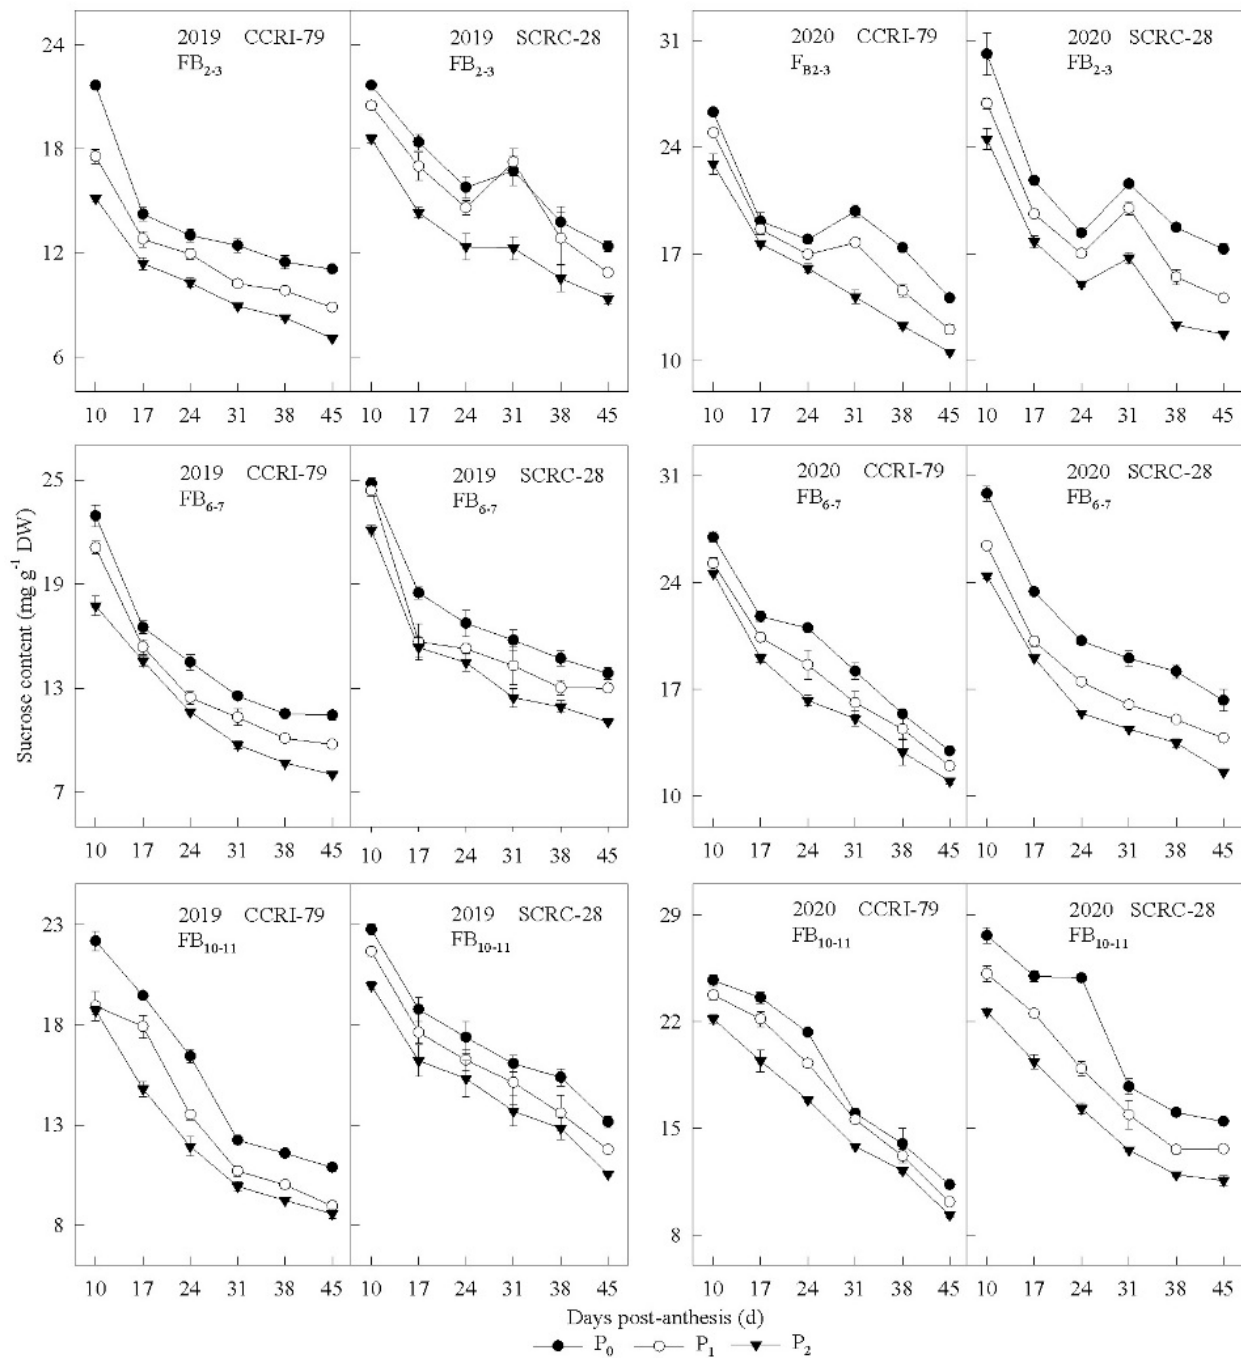 2019 CCRI-79
FB2-3
2019 SCRC-28
FB2-3
24
18
12
6
10 17 24 31 38 45
10 17 24 31 38 45
2020 CCRI-79
FB2-3
2020 SCRC-28
FB2-3
31
24
17
10
10 17 24 31 38 45
10 17 24 31 38 45
Sucrose content (mg g-1 DW)
2019 CCRI-79
FB6-7
2019 SCRC-28
FB6-7
25
19
13
7
10 17 24 31 38 45
10 17 24 31 38 45
2020 CCRI-79
FB6-7
2020 SCRC-28
FB6-7
31
24
17
10
10 17 24 31 38 45
10 17 24 31 38 45
2019 CCRI-79
FB10-11
2019 SCRC-28
FB10-11
23
18
13
8
10 17 24 31 38 45
10 17 24 31 38 45
2020 CCRI-79
FB10-11
2020 SCRC-28
FB10-11
29
22
15
8
10 17 24 31 38 45
10 17 24 31 38 45
Days post-anthesis (d)
P0 P1 P2